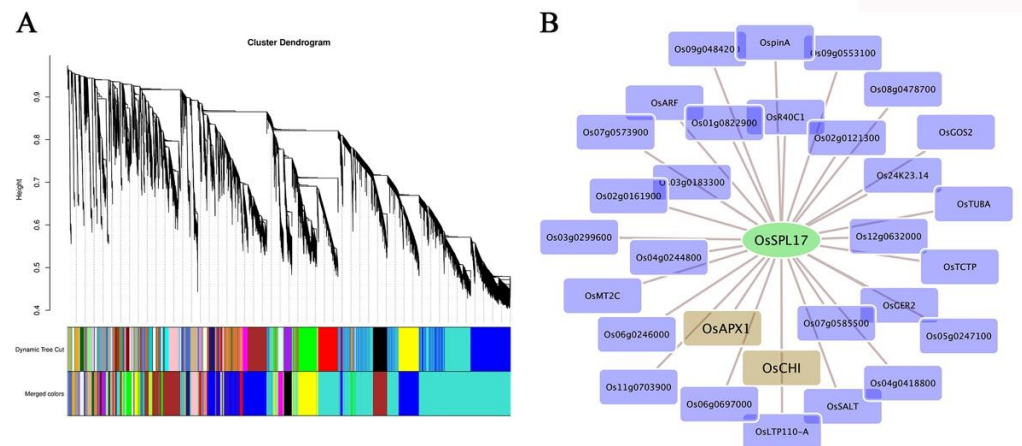 A
B
Cluster Dendrogram
Height
0.9
0.8
0.7
0.6
0.5
0.4
Dynamic Tree Cut
Merged colors
Os09g0484200
OspinA
Os09g0553100
Os08g0478700
OsARF
Os01g0822900
OsR40C1
Os02g0121300
OsGOS2
Os07g0573900
Os24K23.14
Os03g0183300
Os02g0161900
OsTUBA
Os03g0299600
OsSPL17
Os12g0632000
Os04g0244800
OsTCTP
OsMT2C
OsGER2
Os07g0585500
Os06g0246000
OsAPX1
Os05g0247100
OsCHI
Os11g0703900
Os04g0418800
Os06g0697000
OsSALT
OsLTP110-A